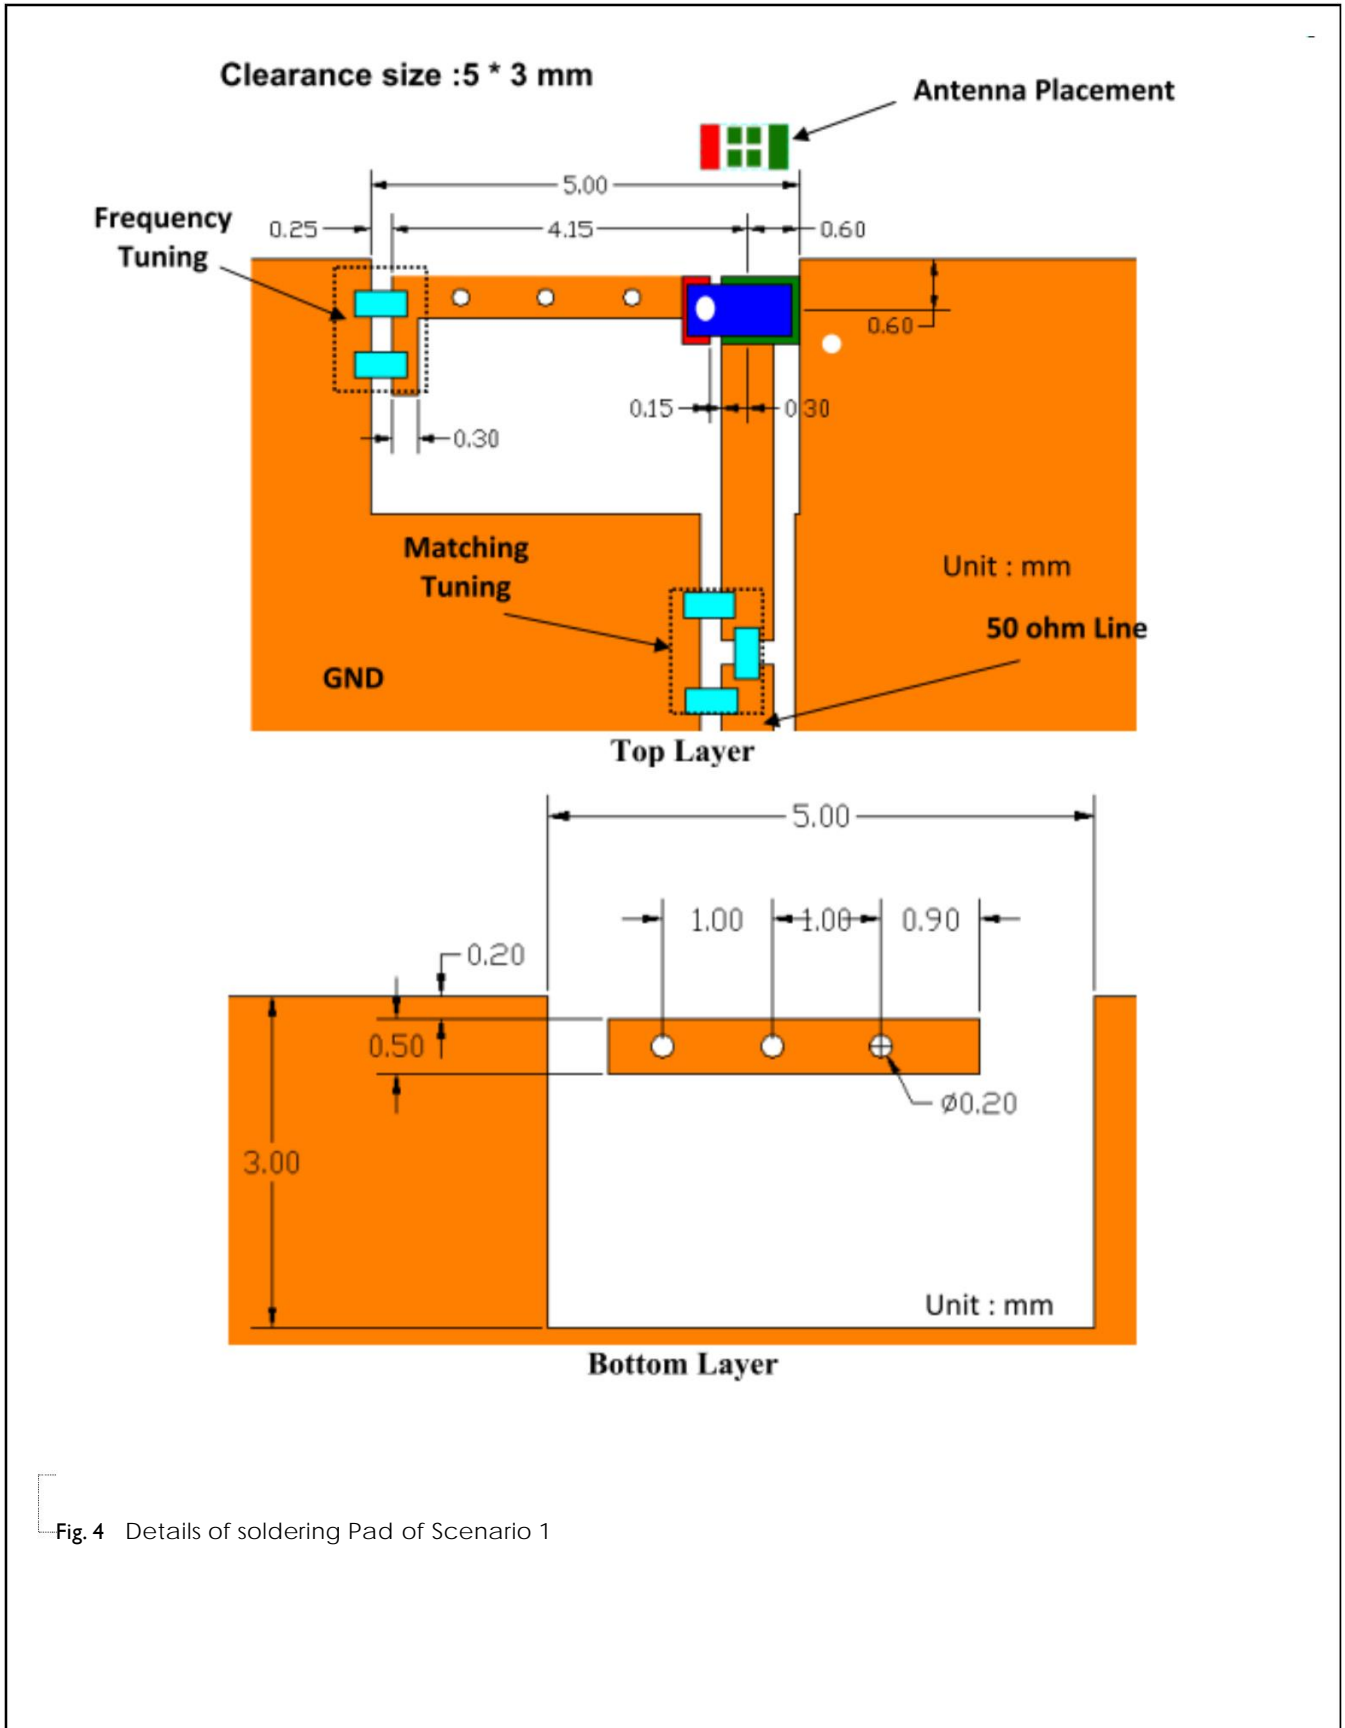 Clearance size :5 * 3 mm
Antenna Placement
5.00
Frequency
Tuning
0.25
4.15
0.60
0.60
0.15
0.30
0.30
Matching
Tuning
Unit : mm
50 ohm Line
GND
Top Layer
5.00
1.00
1.00
0.90
0.20
0.50
Ø0.20
3.00
Unit : mm
Bottom Layer
Fig. 4 Details of soldering Pad of Scenario 1